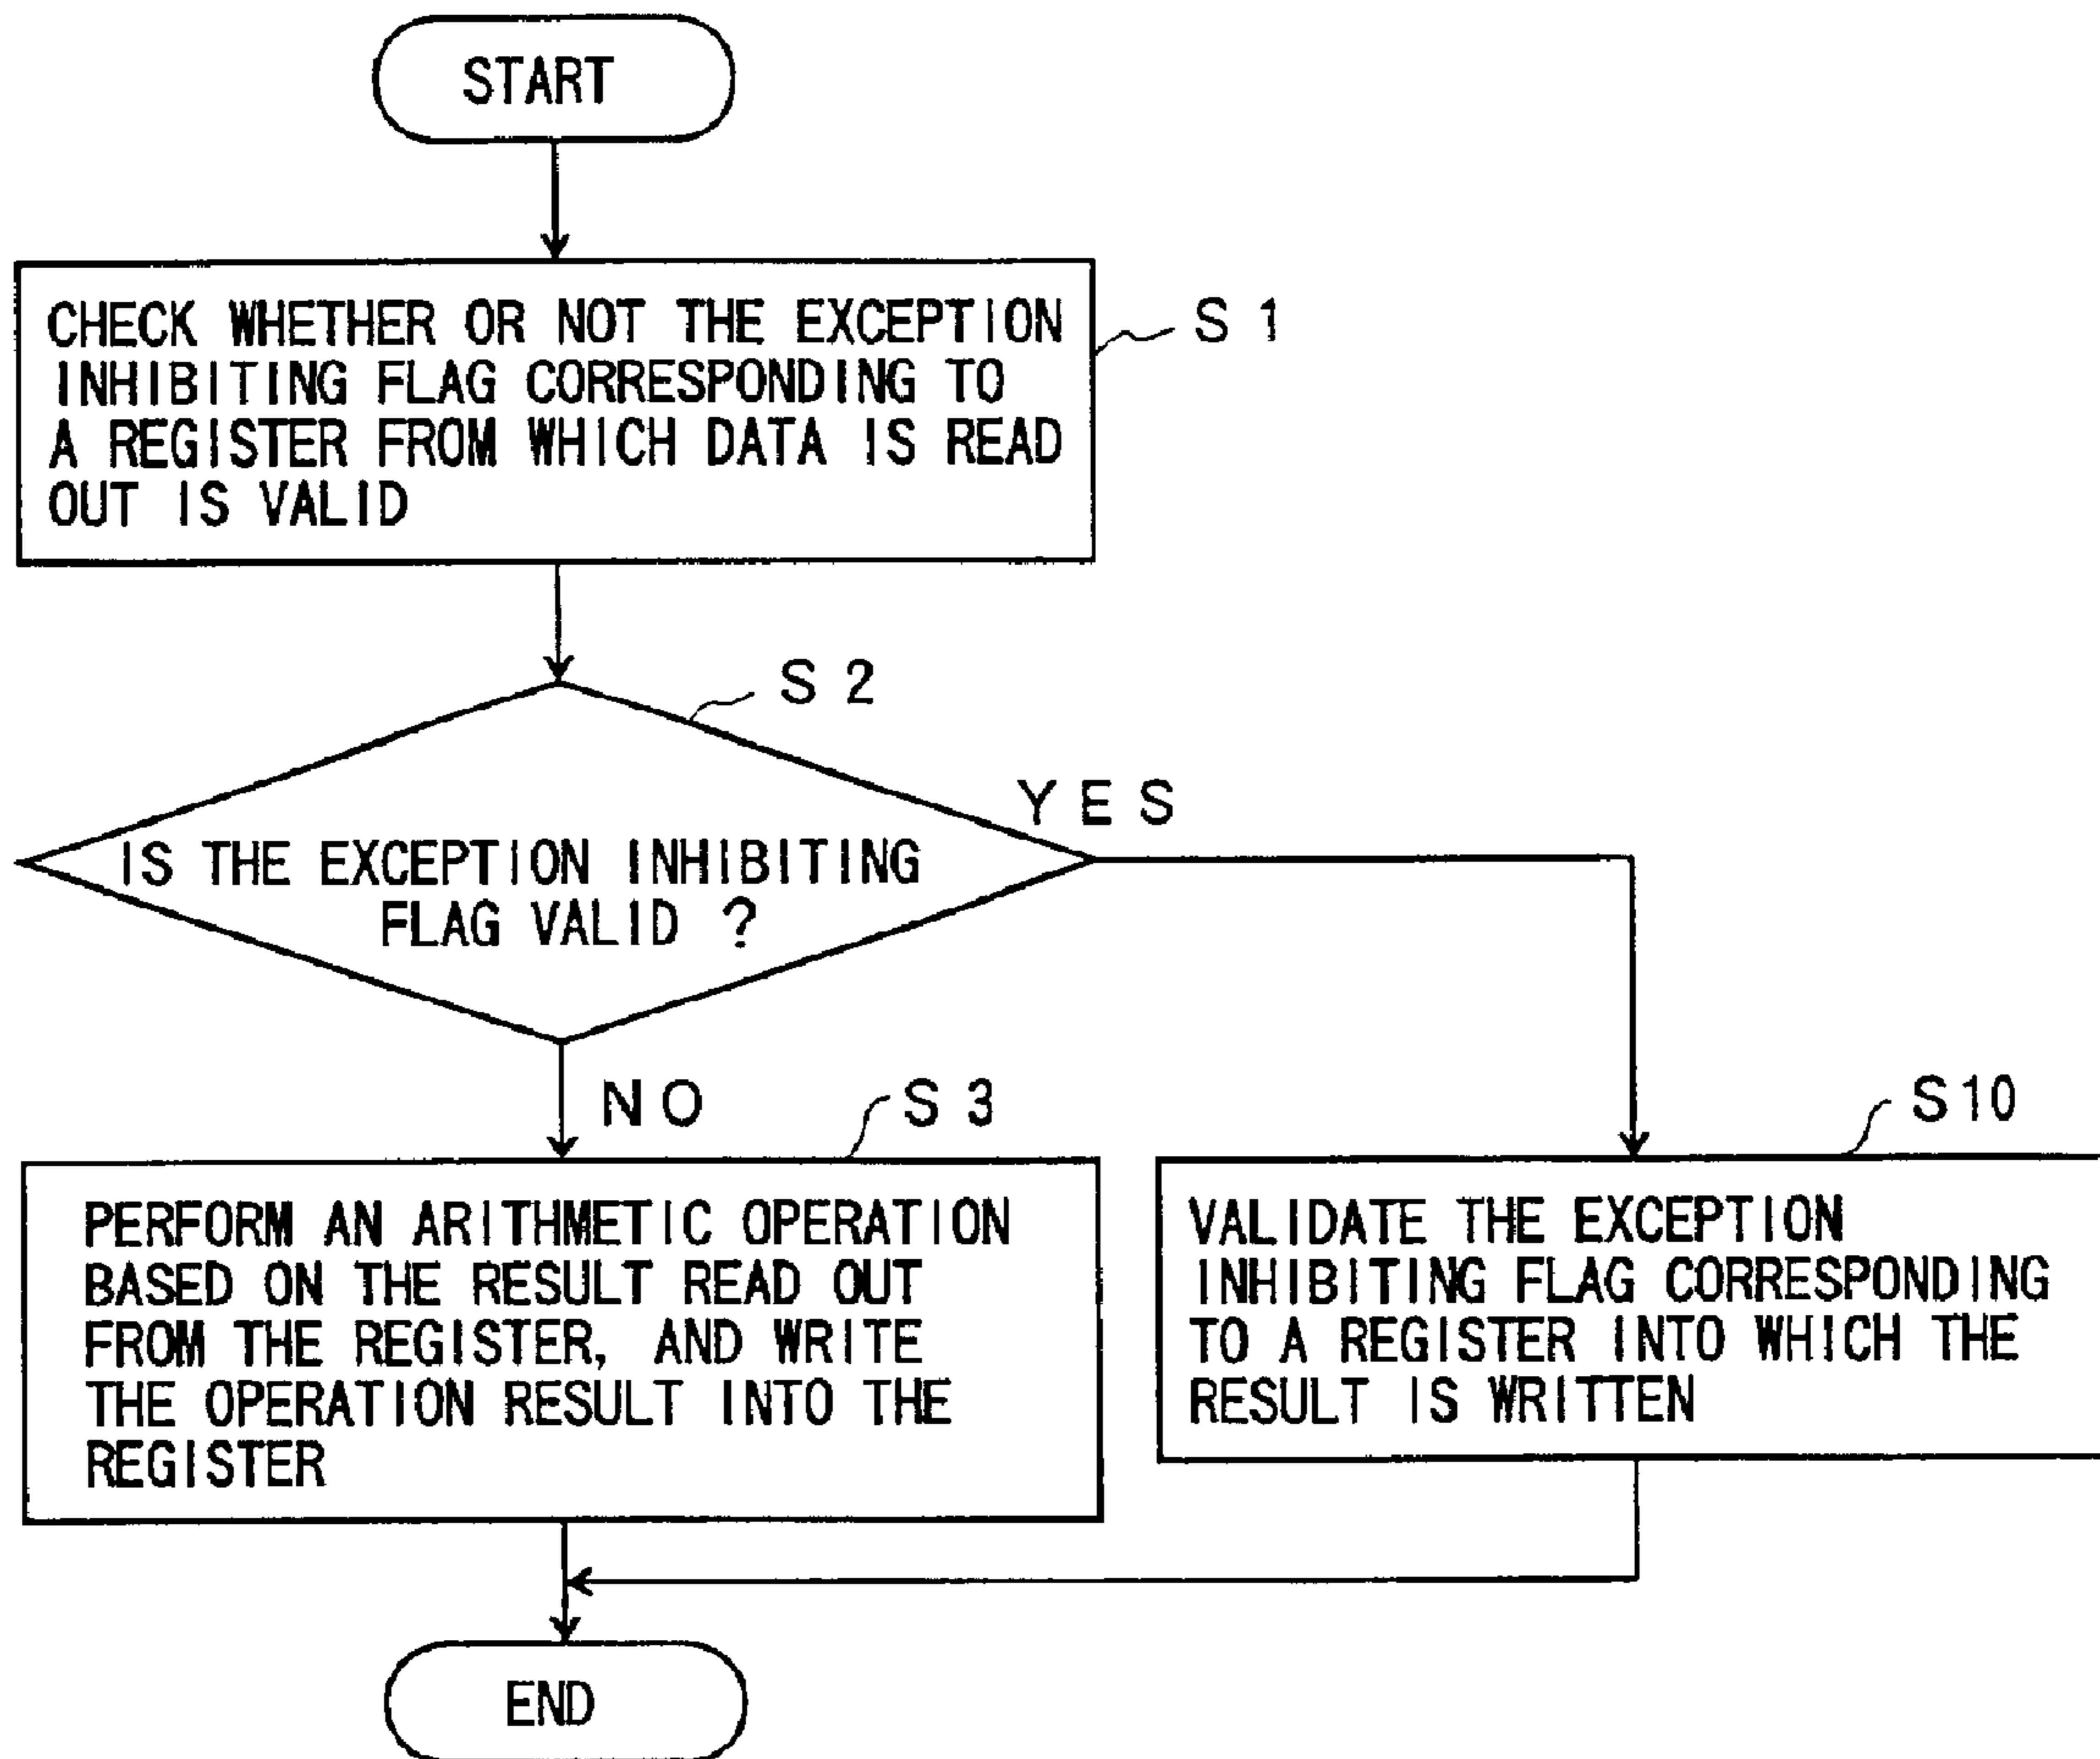 START
CHECK WHETHER OR NOT THE EXCEPTION
INHIBITING FLAG CORRESPONDING TO
A REGISTER FROM WHICH DATA IS READ
OUT IS VALID
S 1
S 2
YES
IS THE EXCEPTION INHIBITING
FLAG VALID ?
NO
S 3
S10
PERFORM AN ARITHMETIC OPERATION
BASED ON THE RESULT READ OUT
FROM THE REGISTER, AND WRITE
THE OPERATION RESULT INTO THE
REGISTER
VALIDATE THE EXCEPTION
INHIBITING FLAG CORRESPONDING
TO A REGISTER INTO WHICH THE
RESULT IS WRITTEN
END